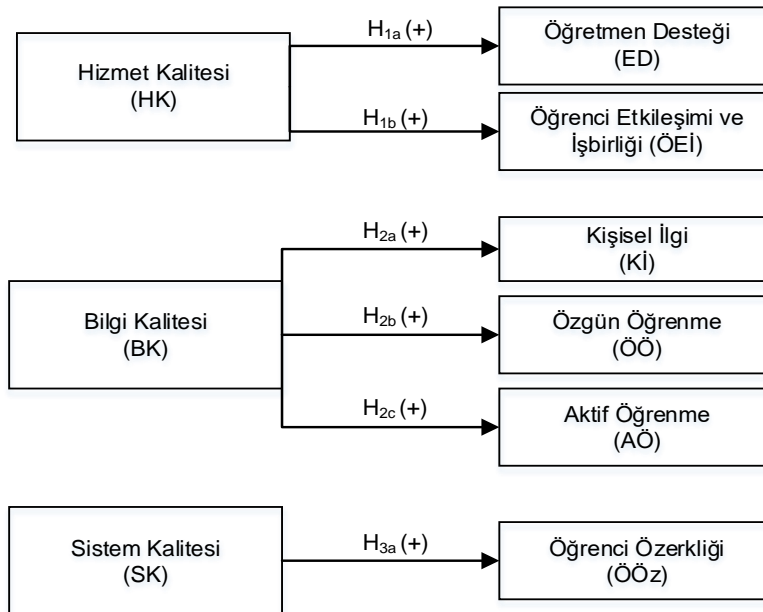 H1a (+)
Öğretmen Desteği
(ED)
Hizmet Kalitesi
(HK)
H1b (+)
Öğrenci Etkileşimi ve
İşbirliği (ÖEİ)
H2a (+)
Kişisel İlgi
(Kİ)
Bilgi Kalitesi
(BK)
H2b (+)
Özgün Öğrenme
(ÖÖ)
H2c (+)
Aktif Öğrenme
(AÖ)
Sistem Kalitesi
(SK)
H3a (+)
Öğrenci Özerkliği
(ÖÖz)